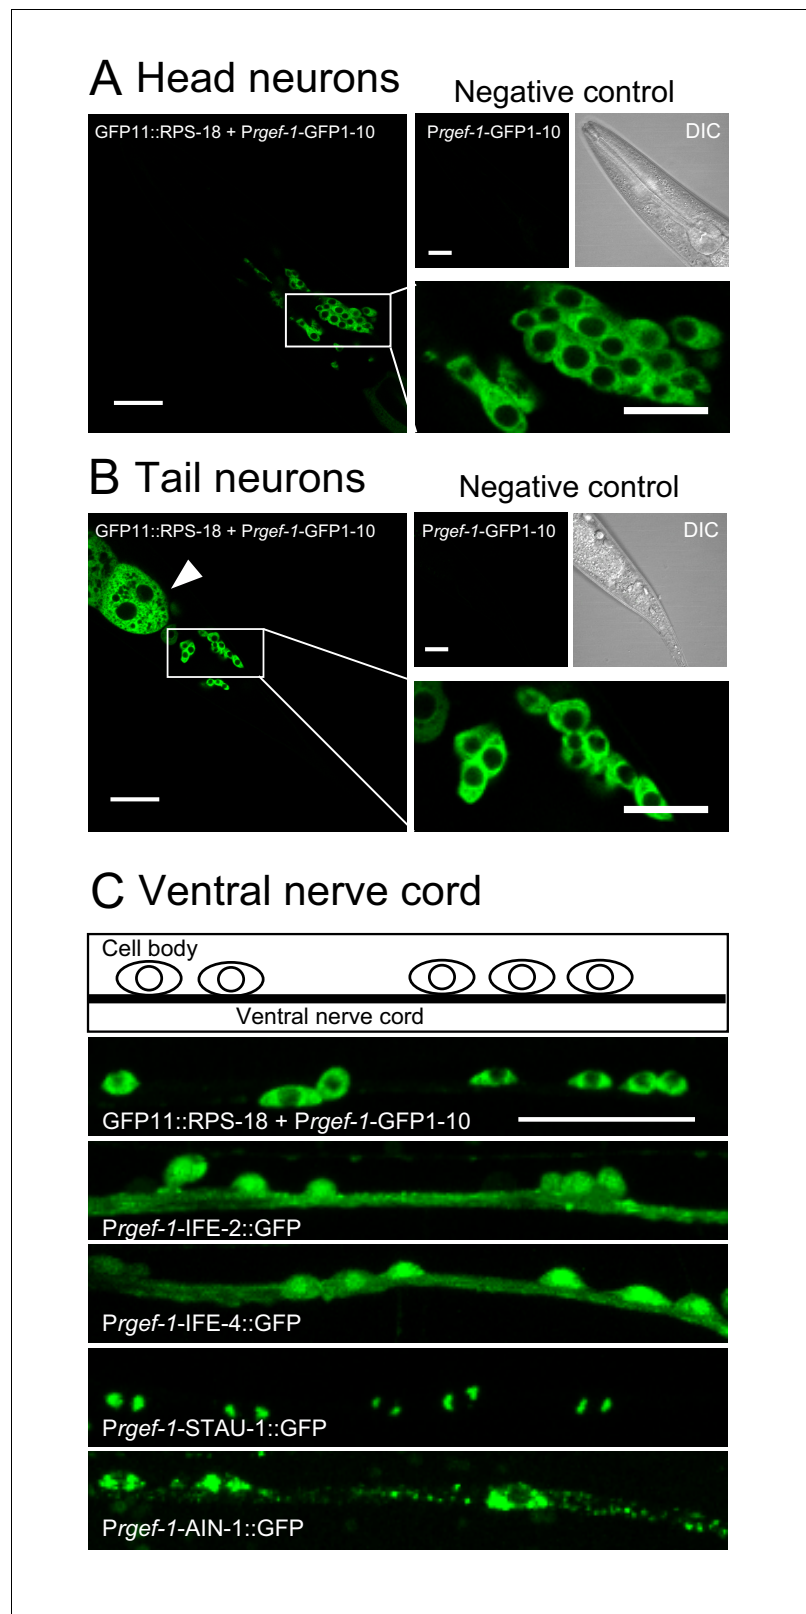 A Head neurons
Negative control
GFP11::RPS-18 + Prgef-1-GFP1-10
Prgef-1-GFP1-10
DIC
B Tail neurons
Negative control
GFP11::RPS-18 + Prgef-1-GFP1-10
Prgef-1-GFP1-10
DIC
C Ventral nerve cord
Cell body
Ventral nerve cord
GFP11::RPS-18 + Prgef-1-GFP1-10
Prgef-1-IFE-2::GFP
Prgef-1-IFE-4::GFP
Prgef-1-STAU-1::GFP
Prgef-1-AIN-1::GFP